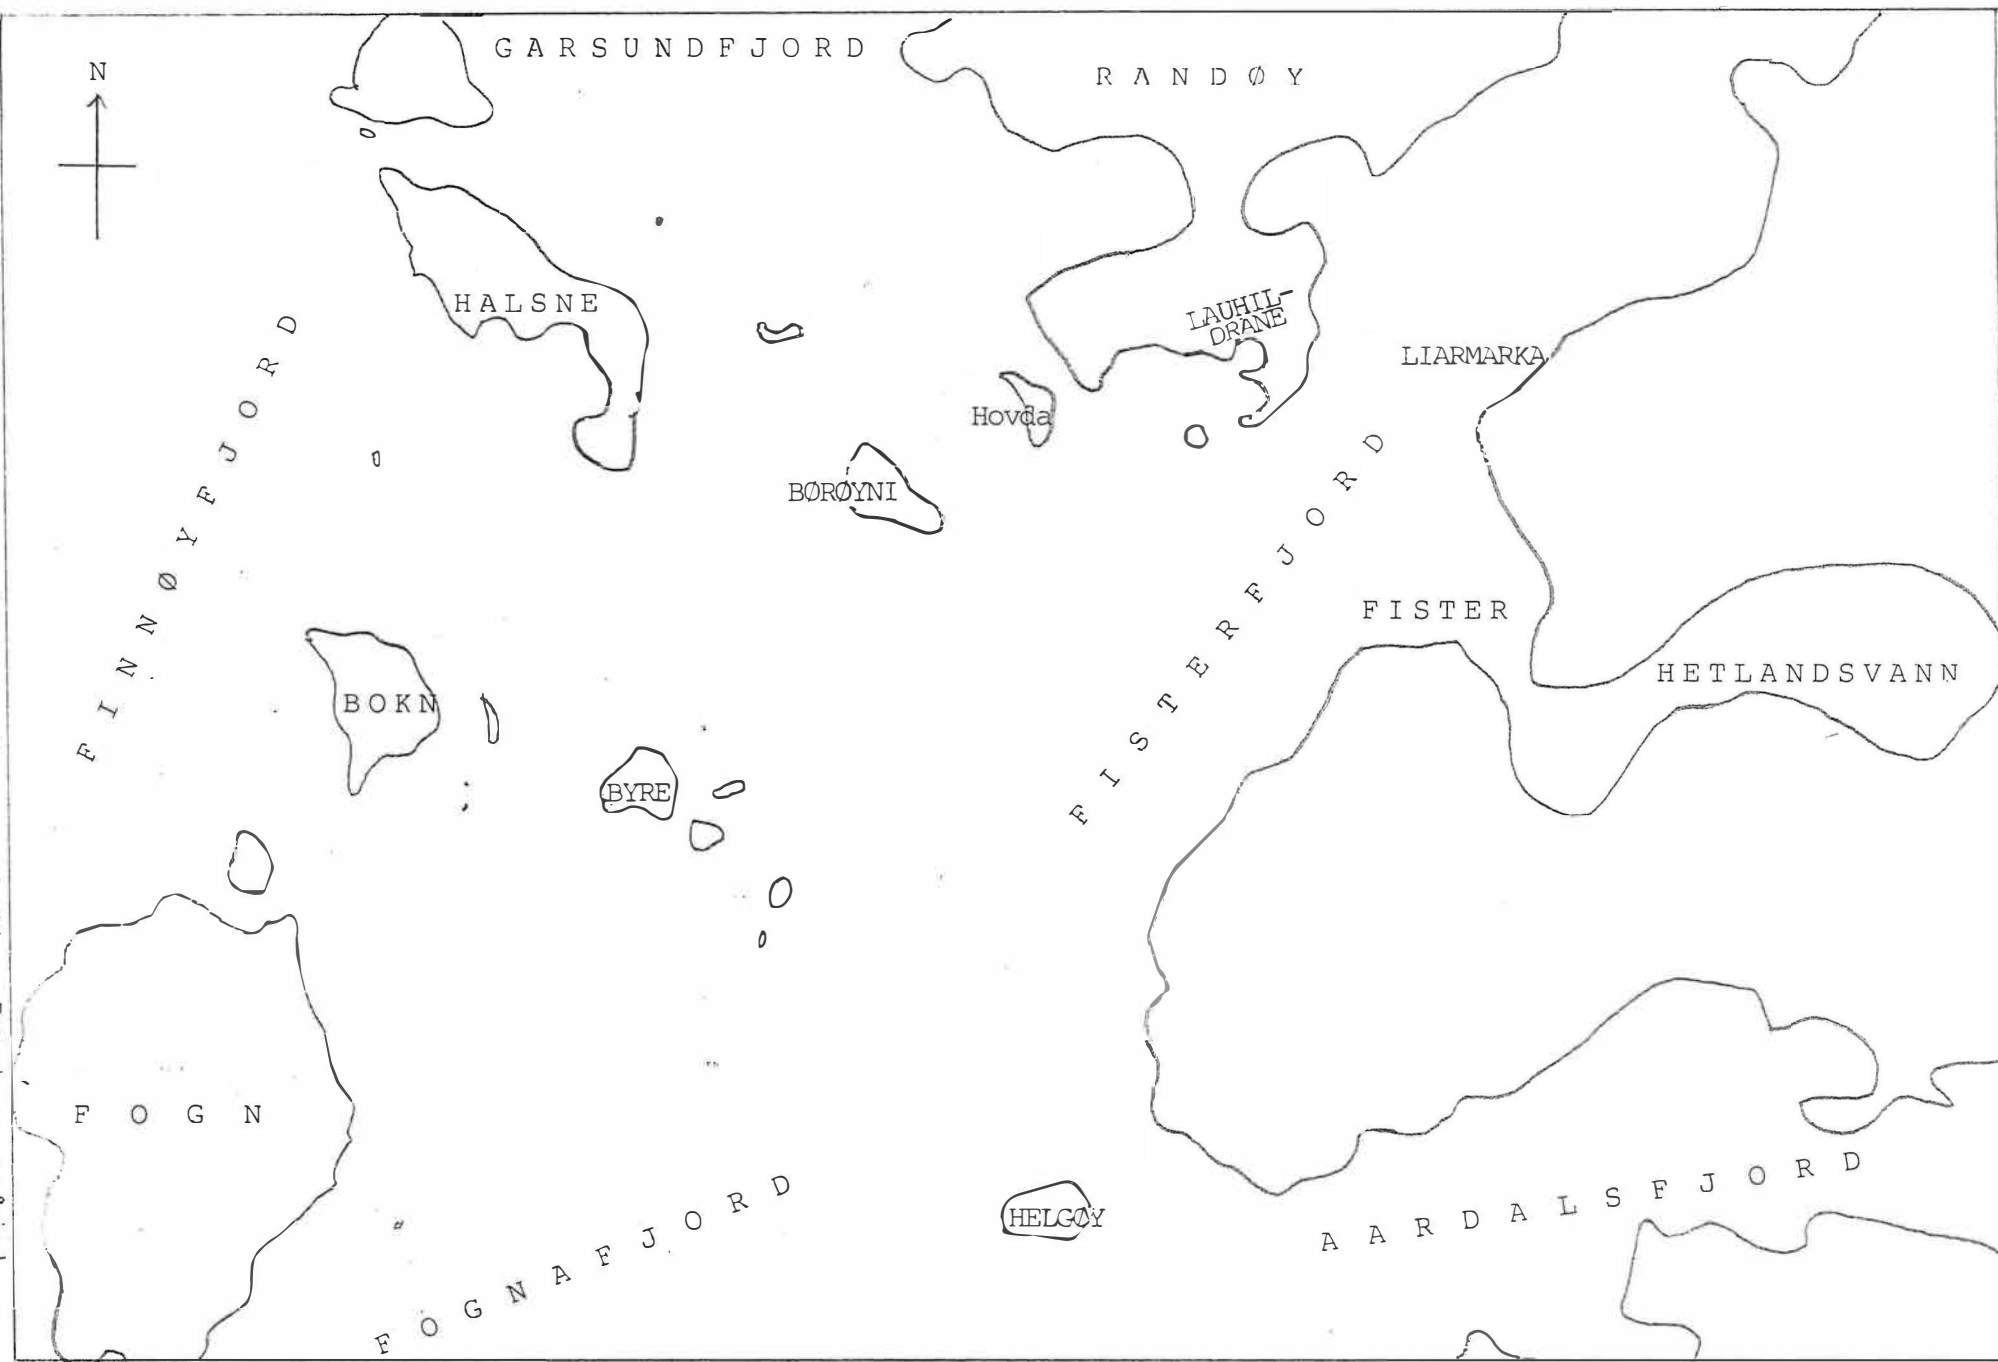 GARSUNDFJORD
RANDØY
N
HALSNE
LAUHIL-
DRANE
FINNØYFJORD
LIARMARKA
Hovda
BØRØYNI
FISTERFJORD
FISTER
HETLANDSVANN
BOKN
BYRE
FOGN
AARDALSFJORD
FOGNAFJORD
HELGØY